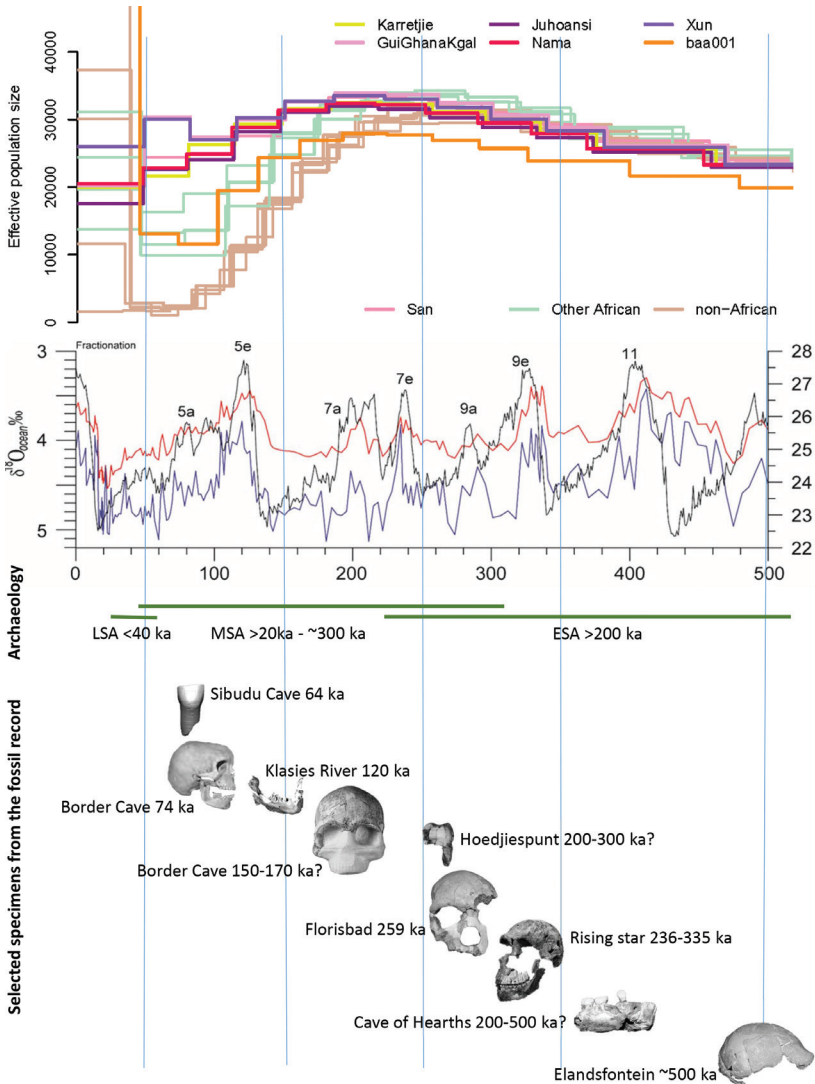 Karretjie Juhoansi Xun
GuiGhanaKgal Nama baa001
Effective population size
40000
30000
20000
10000
0
San Other African non−African
Fractionation
δ¹⁸Oocean‰
3
4
5
5a
5e
7a
7e
9a
9e
11
28
27
26
25
24
23
22
0 100 200 300 400 500
Archaeology
LSA <40 ka MSA >20ka - ~300 ka ESA >200 ka
Selected specimens from the fossil record
Sibudu Cave 64 ka
Klasies River 120 ka
Border Cave 74 ka
Hoedjiespunt 200-300 ka?
Border Cave 150-170 ka?
Florisbad 259 ka
Rising star 236-335 ka
Cave of Hearths 200-500 ka?
Elandsfontein ~500 ka